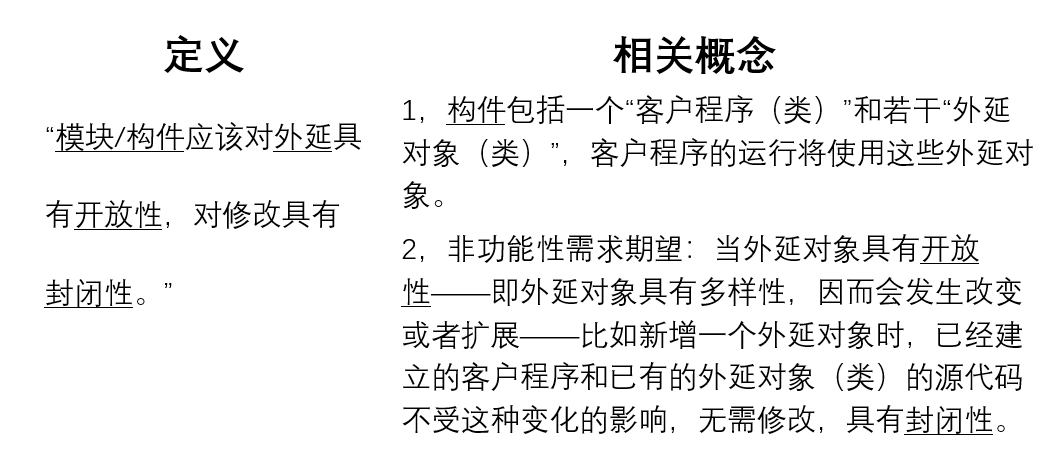 定义
“模块/构件应该对外延具
有开放性，对修改具有
封闭性。”
相关概念
1，构件包括一个“客户程序（类）”和若干“外延
对象（类）”，客户程序的运行将使用这些外延对
象。
2，非功能性需求期望：当外延对象具有开放
性——即外延对象具有多样性，因而会发生改变
或者扩展——比如新增一个外延对象时，已经建
立的客户程序和已有的外延对象（类）的源代码
不受这种变化的影响，无需修改，具有封闭性。